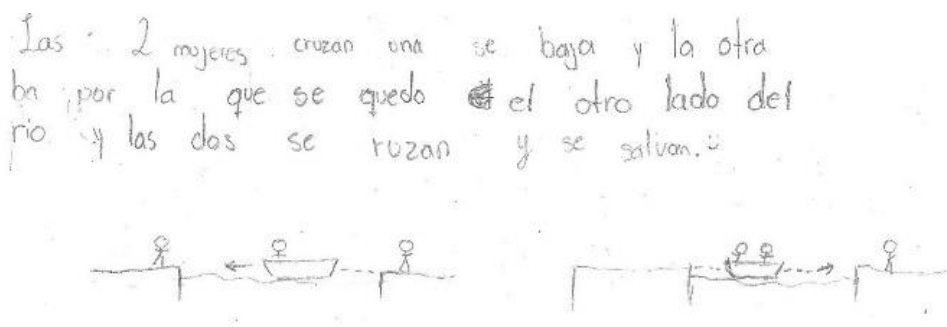 Las 2 mujeres cruzan una se baja y la otra
ba por la que se quedo el otro lado del
rio y las dos se ruzan y se salvan.